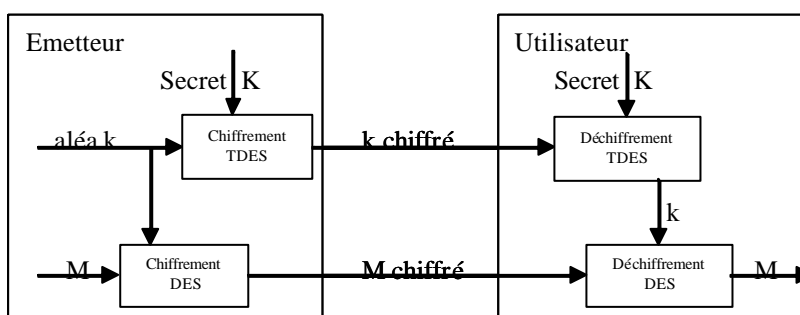 Emetteur
Utilisateur
Secret K
Secret K
aléa k
Chiffrement
TDES
k chiffré
Déchiffrement
TDES
k
M
Chiffrement
DES
M chiffré
Déchiffrement
DES
M